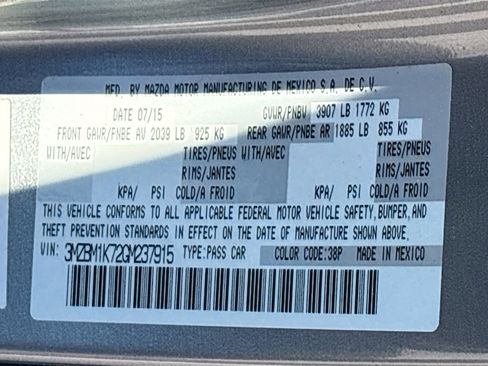 MFD. BY MAZDA MOTOR MANUFACTURING DE MEXICO S.A. DE C.V.
DATE 07/15 GVWR/PNBV 3907 LB 1772 KG
FRONT GAWR/PNBE AV 2039 LB 925 KG REAR GAWR/PNBE AR 1885 LB 855 KG
WITH/AVEC TIRES/PNEUS WITH/AVEC TIRES/PNEUS
RIMS/JANTES RIMS/JANTES
KPA/ PSI COLD/A FROID KPA/ PSI COLD/A FROID
THIS VEHICLE CONFORMS TO ALL APPLICABLE FEDERAL MOTOR VEHICLE SAFETY, BUMPER, AND
THEFT PREVENTION STANDARDS IN EFFECT ON THE DATE OF MANUFACTURE SHOWN ABOVE.
VIN: 3MZBM1K72GM237915 TYPE: PASS CAR COLOR CODE: 38P MADE IN MEXICO